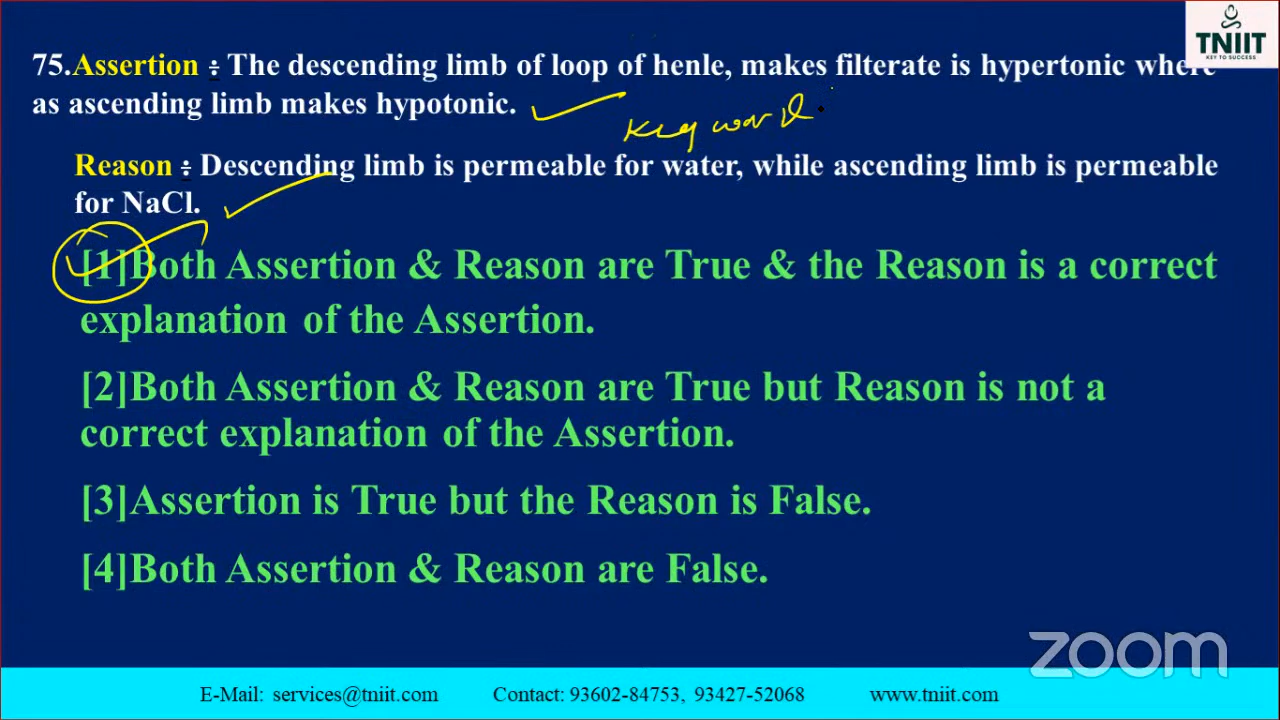 TNIIT
KEY TO SUCCESS
75.Assertion ÷ The descending limb of loop of henle, makes filterate is hypertonic where
as ascending limb makes hypotonic.
Key word
Reason ÷ Descending limb is permeable for water, while ascending limb is permeable
for NaCl.
[1]Both Assertion & Reason are True & the Reason is a correct
explanation of the Assertion.
[2]Both Assertion & Reason are True but Reason is not a
correct explanation of the Assertion.
[3]Assertion is True but the Reason is False.
[4]Both Assertion & Reason are False.
zoom
E-Mail: services@tniit.com Contact: 93602-84753, 93427-52068 www.tniit.com